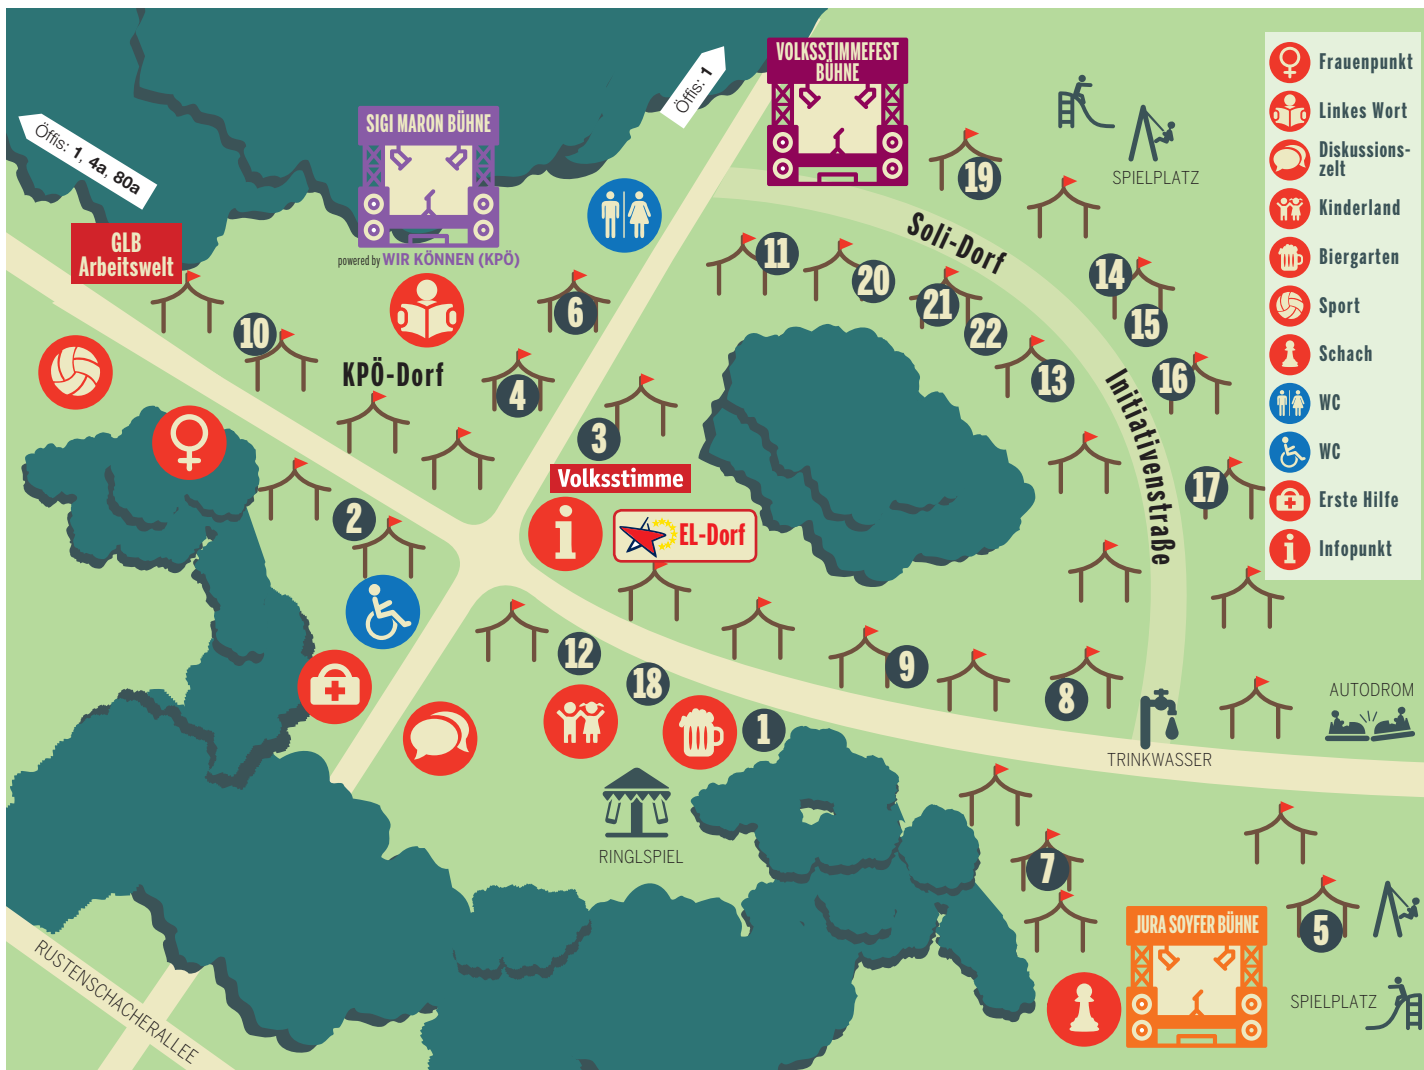 VOLKSSTIMMEFEST
BÜHNE
Öffis: 1
Öffis: 1, 4a, 80a
SIGI MARON BÜHNE
powered by WIR KÖNNEN (KPÖ)
GLB
Arbeitswelt
SPIELPLATZ
Soli-Dorf
19
11
20
21
22
14
15
13
16
17
6
10
KPÖ-Dorf
4
3
Volksstimme
i
EL-Dorf
2
Initiativenstraße
12
18
9
8
1
TRINKWASSER
AUTODROM
RINGLSPIEL
7
5
JURA SOYFER BÜHNE
SPIELPLATZ
RUSTENSCHACHERALLEE
Frauenpunkt
Linkes Wort
Diskussions-
zelt
Kinderland
Biergarten
Sport
Schach
WC
WC
Erste Hilfe
i Infopunkt